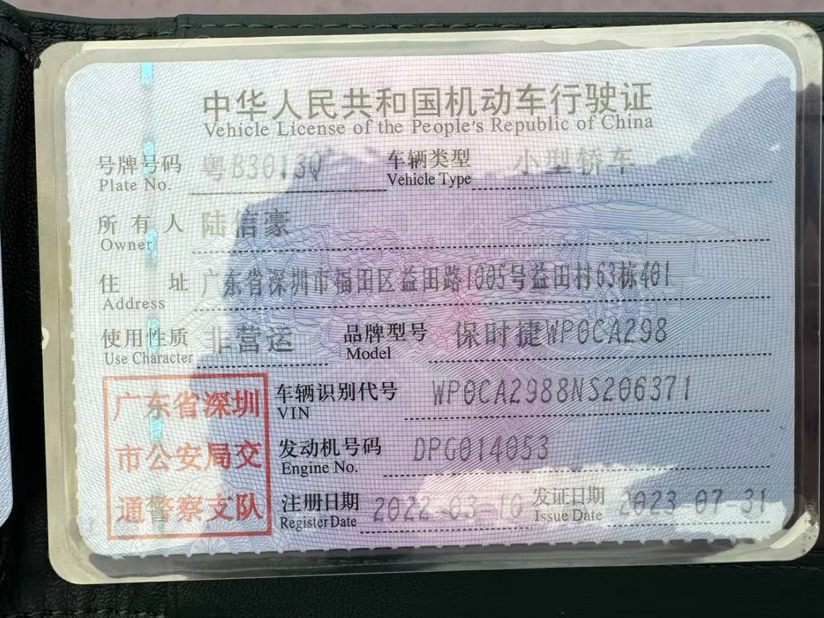 中华人民共和国机动车行驶证
Vehicle License of the People's Republic of China
号牌号码 粤B3013Q 车辆类型 小型轿车
Plate No. Vehicle Type
所有人 陆信豪
Owner
住址 广东省深圳市福田区益田路1005号益田村63栋401
Address
使用性质 非营运 品牌型号 保时捷WP0CA298
Use Character Model
广东省深圳
市公安局交
通警察支队
车辆识别代号 WP0CA2988NS206371
VIN
发动机号码 DPG014053
Engine No.
注册日期 2022-03-10 发证日期 2023-07-31
Register Date Issue Date